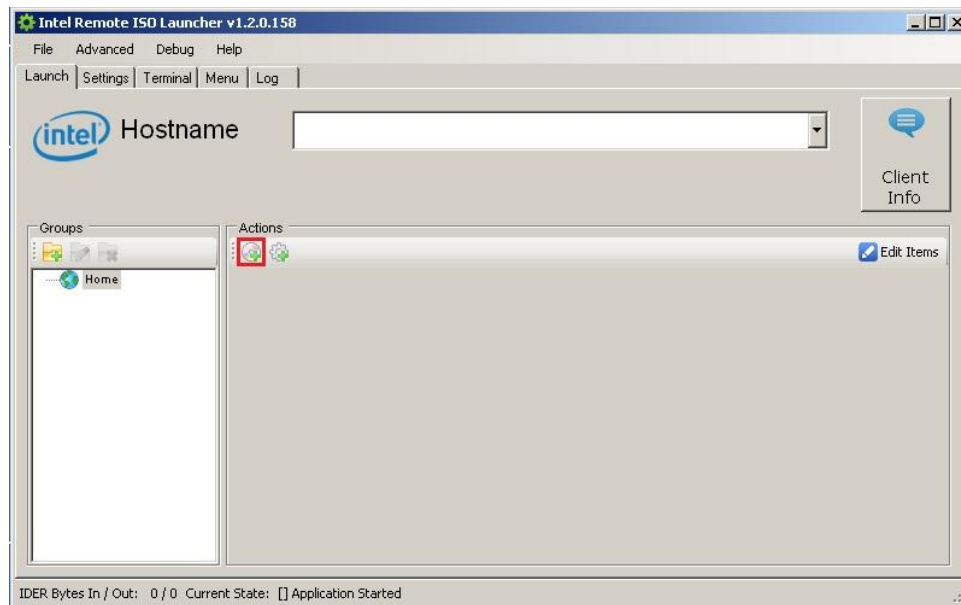 Intel Remote ISO Launcher v1.2.0.158
File Advanced Debug Help
Launch Settings Terminal Menu Log
intel Hostname
Client
Info
Groups
Actions
Edit Items
Home
IDER Bytes In / Out: 0 / 0 Current State: [] Application Started